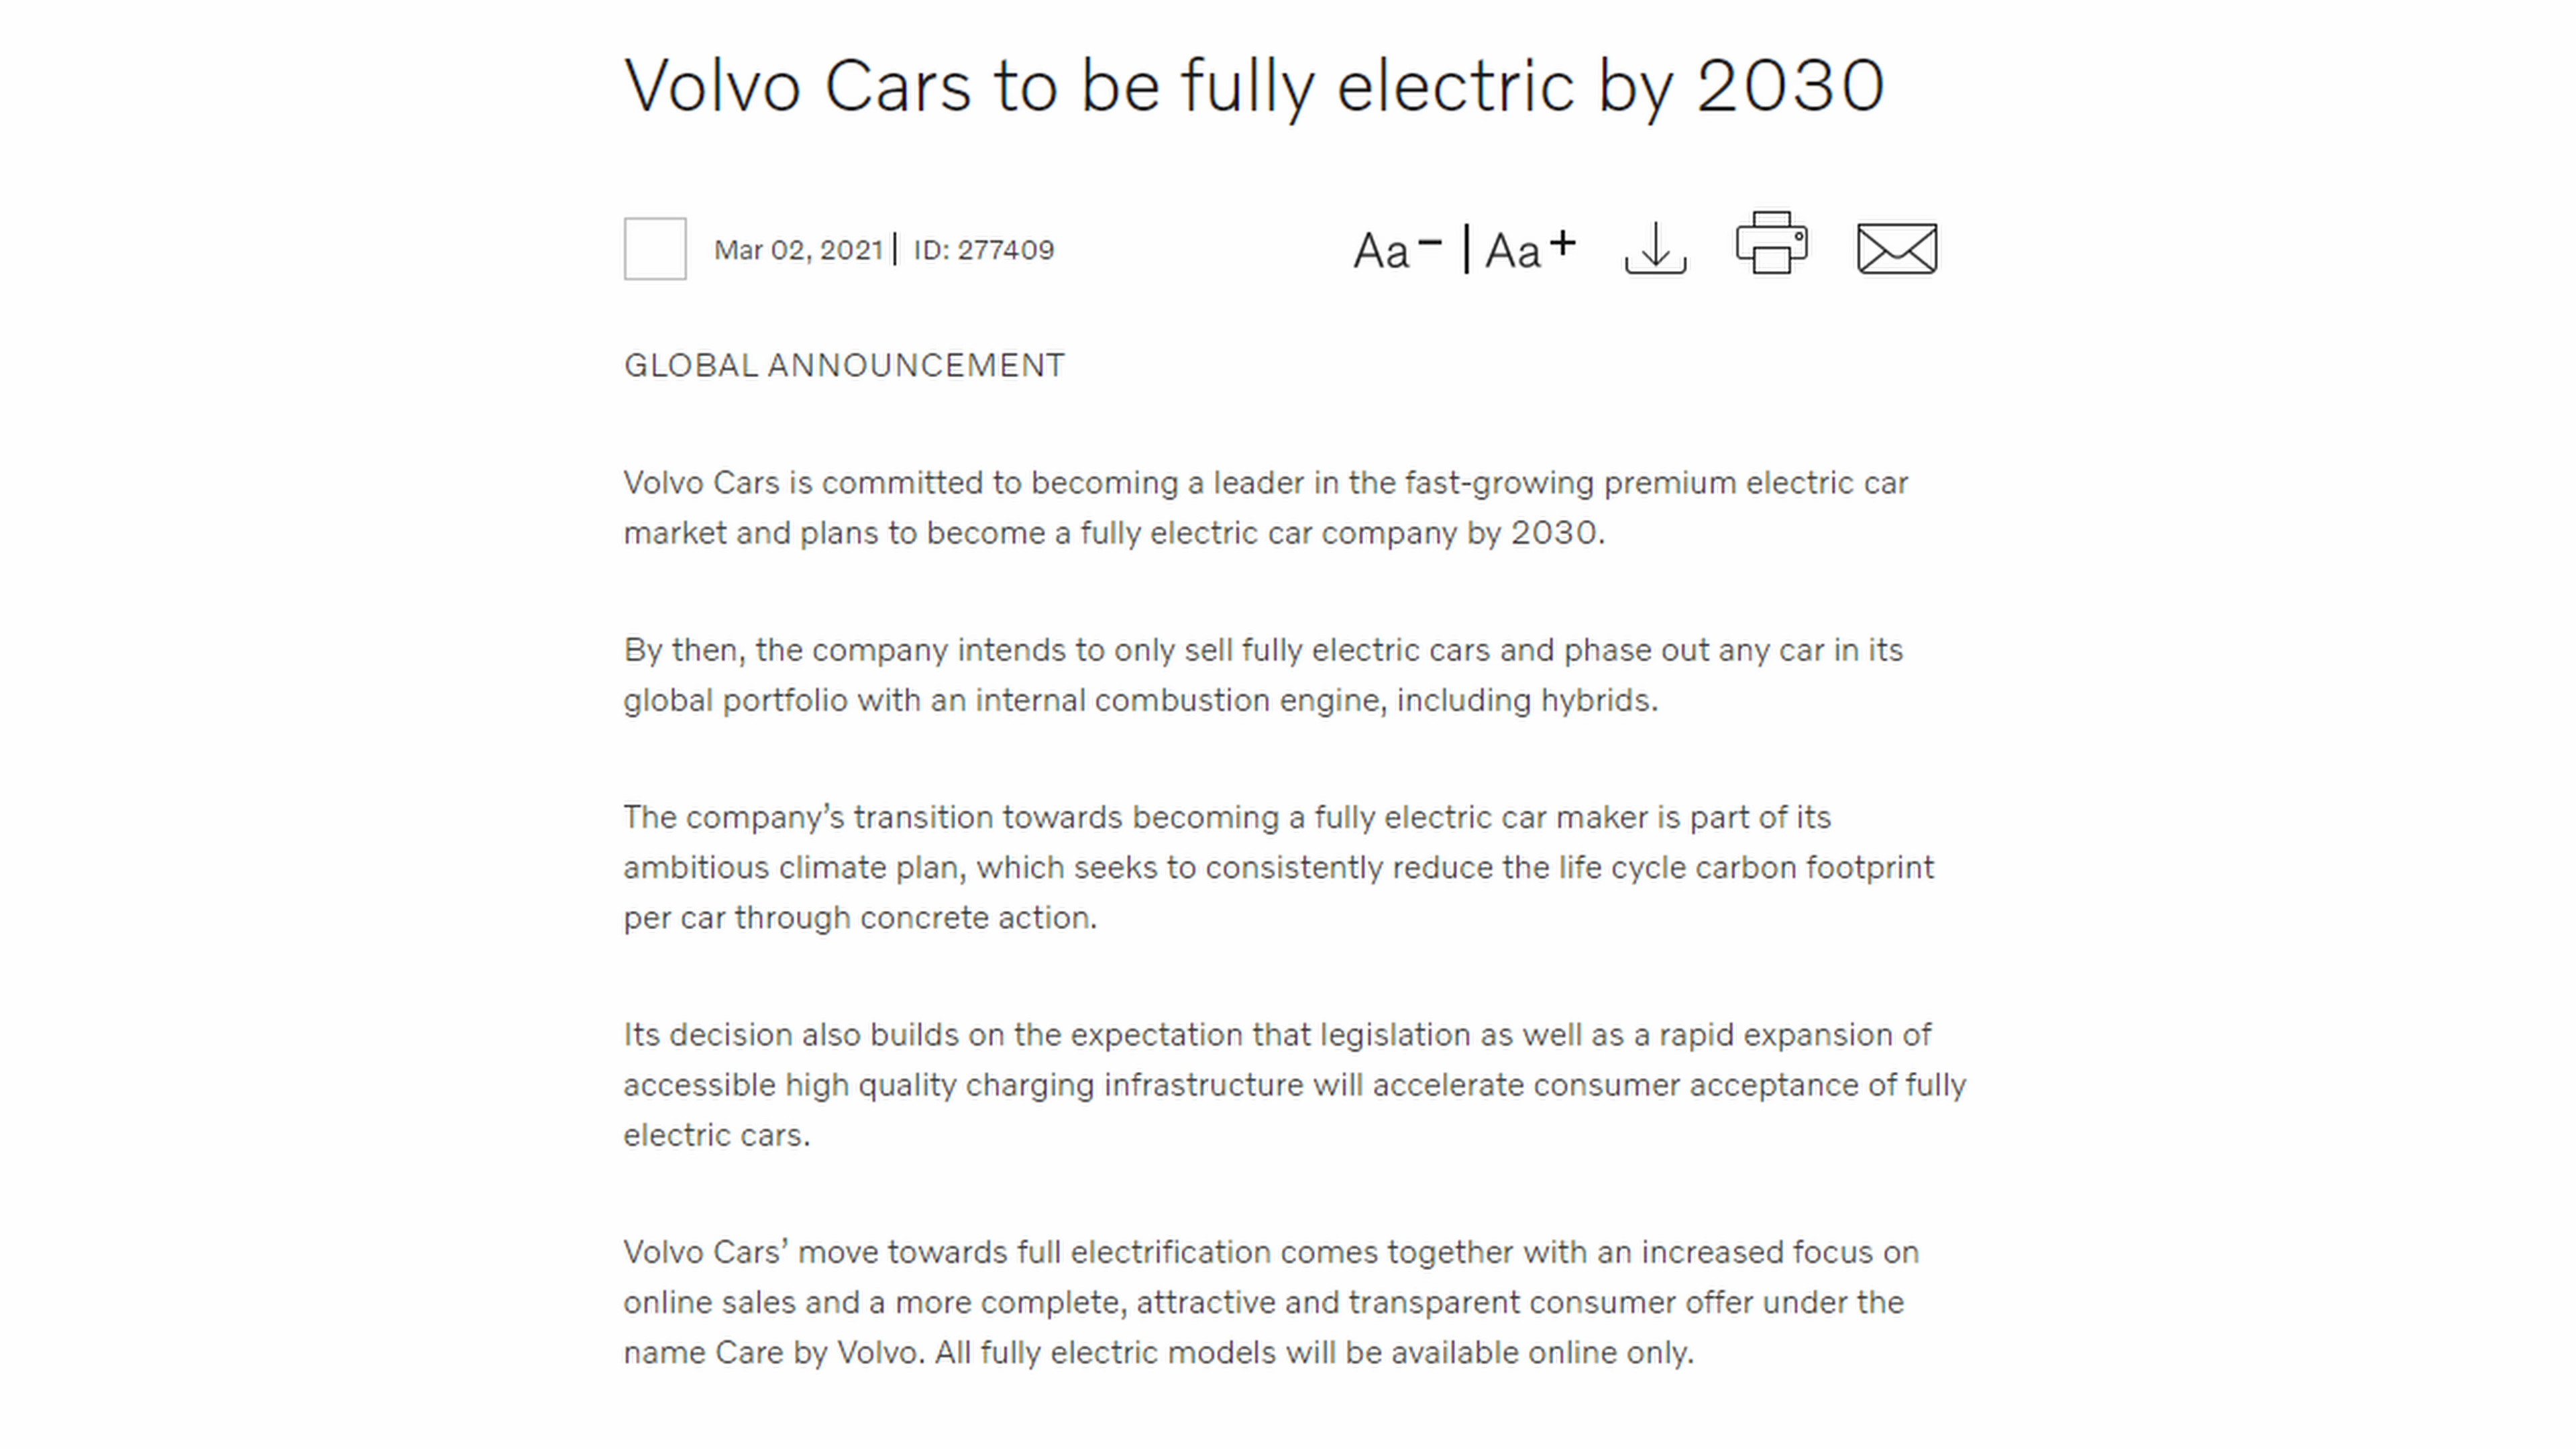 Volvo Cars to be fully electric by 2030
Mar 02, 2021 | ID: 277409
Aa− | Aa+
GLOBAL ANNOUNCEMENT
Volvo Cars is committed to becoming a leader in the fast-growing premium electric car
market and plans to become a fully electric car company by 2030.
By then, the company intends to only sell fully electric cars and phase out any car in its
global portfolio with an internal combustion engine, including hybrids.
The company’s transition towards becoming a fully electric car maker is part of its
ambitious climate plan, which seeks to consistently reduce the life cycle carbon footprint
per car through concrete action.
Its decision also builds on the expectation that legislation as well as a rapid expansion of
accessible high quality charging infrastructure will accelerate consumer acceptance of fully
electric cars.
Volvo Cars’ move towards full electrification comes together with an increased focus on
online sales and a more complete, attractive and transparent consumer offer under the
name Care by Volvo. All fully electric models will be available online only.